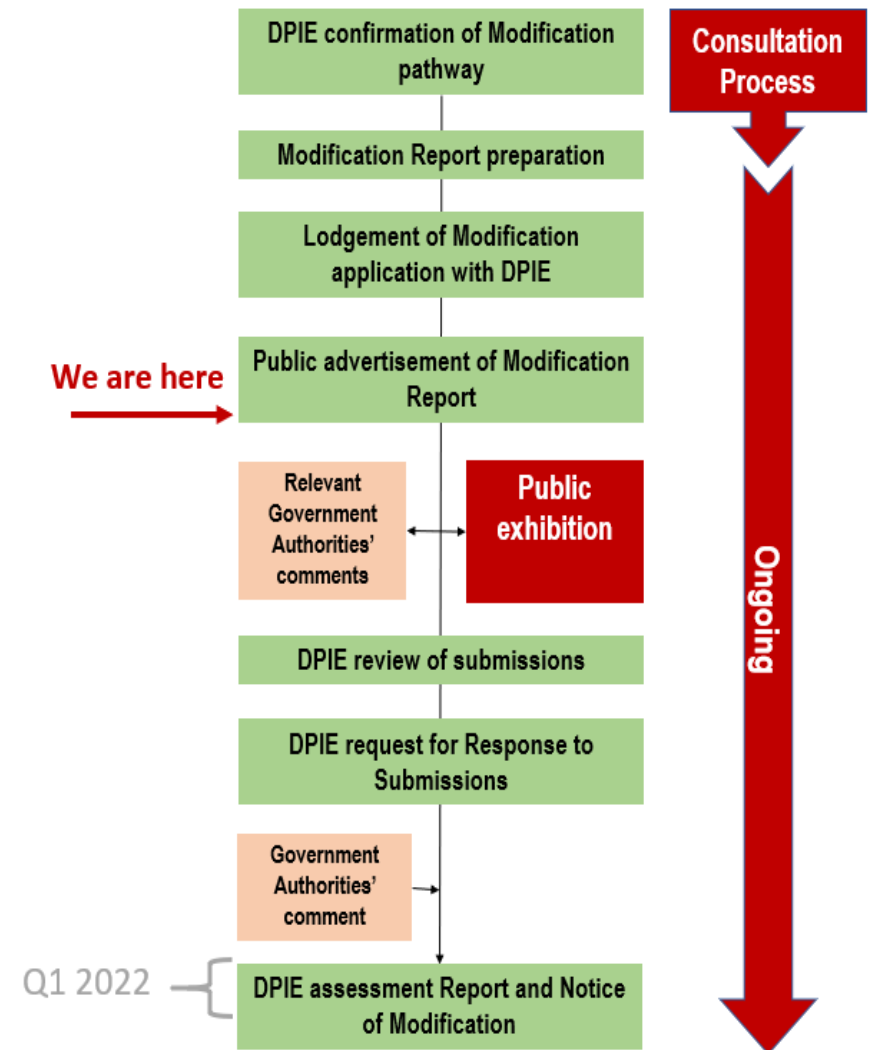 DPIE confirmation of Modification
pathway
Consultation
Process
Modification Report preparation
Lodgement of Modification
application with DPIE
We are here
Public advertisement of Modification
Report
Relevant
Government
Authorities’
comments
Public
exhibition
Ongoing
DPIE review of submissions
DPIE request for Response to
Submissions
Government
Authorities’
comment
Q1 2022
DPIE assessment Report and Notice
of Modification